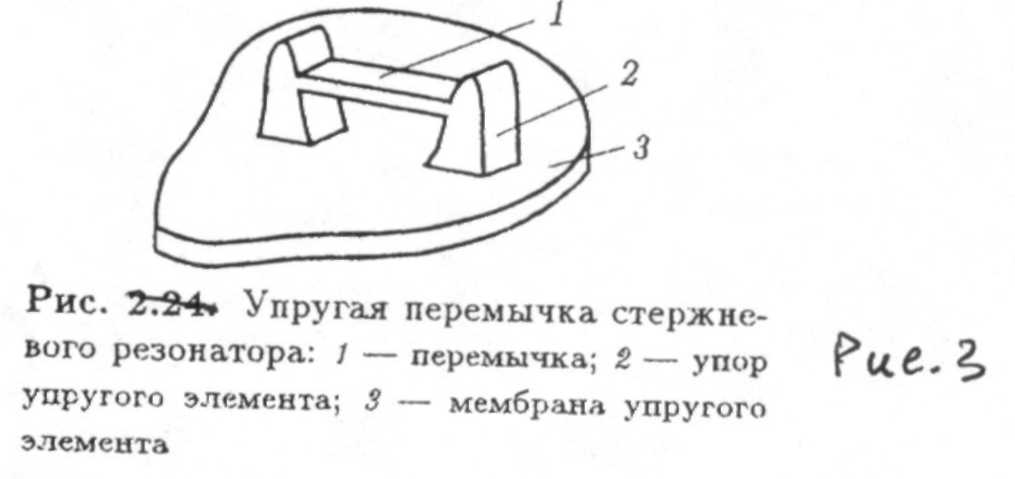 1
2
3
Рис. 2.24. Упругая перемычка стержне-
вого резонатора: 1 — перемычка; 2 — упор
упругого элемента; 3 — мембрана упругого
элемента
Рис. 3